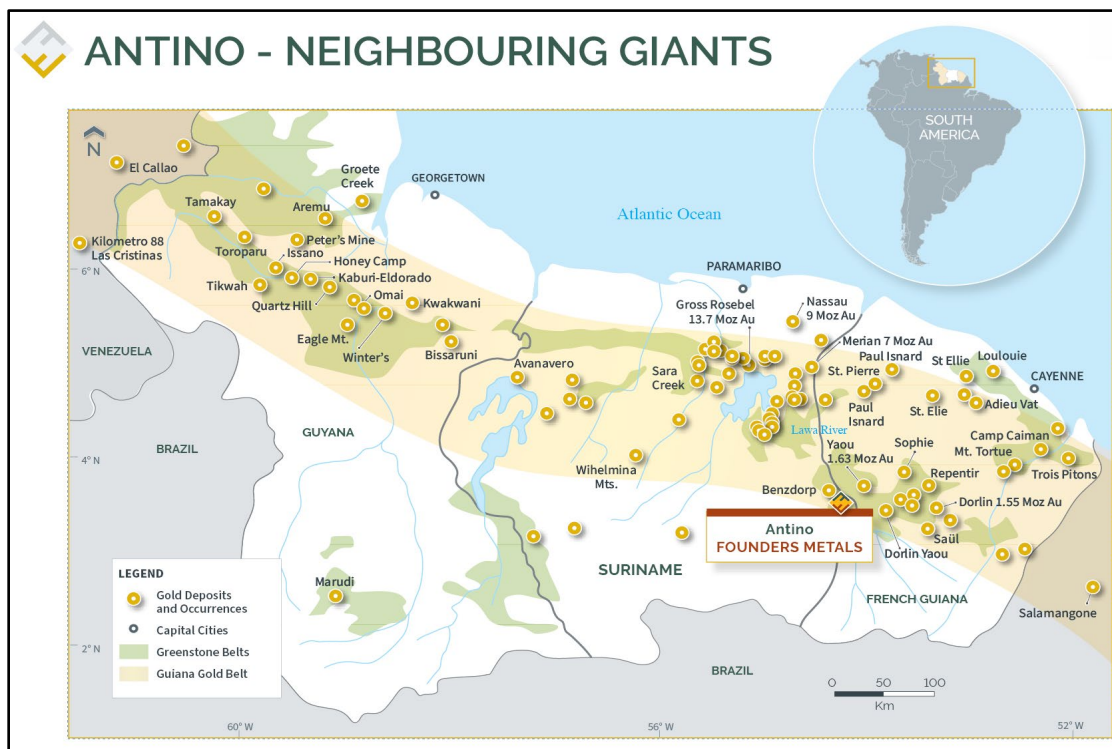 ANTINO - NEIGHBOURING GIANTS
SOUTH
AMERICA
N
El Callao
Groete
Creek
GEORGETOWN
Tamakay
Aremu
Atlantic Ocean
Kilometro 88
Las Cristinas
Toroparu
Peter's Mine
Issano
Honey Camp
6° N
PARAMARIBO
Tikwah
Kaburi-Eldorado
Quartz Hill
Omai
Kwakwani
Gross Rosebel
13.7 Moz Au
Nassau
9 Moz Au
Eagle Mt.
Winter's
Bissaruni
Merian 7 Moz Au
VENEZUELA
Avanavero
Sara
Creek
St. Pierre
Paul Isnard
St Ellie
Loulouie
CAYENNE
Paul
Isnard
St. Elie
Adieu Vat
GUYANA
Lawa River
BRAZIL
4° N
Wihelmina
Mts.
Yaou
1.63 Moz Au
Sophie
Camp Caiman
Mt. Tortue
Trois Pitons
Benzdorp
Repentir
Dorlin 1.55 Moz Au
Antino
FOUNDERS METALS
Saül
Dorlin Yaou
SURINAME
FRENCH GUIANA
Salamangone
Marudi
LEGEND
Gold Deposits
and Occurrences
Capital Cities
Greenstone Belts
Guiana Gold Belt
2° N
BRAZIL
0 50 100
Km
60° W
56° W
52° W